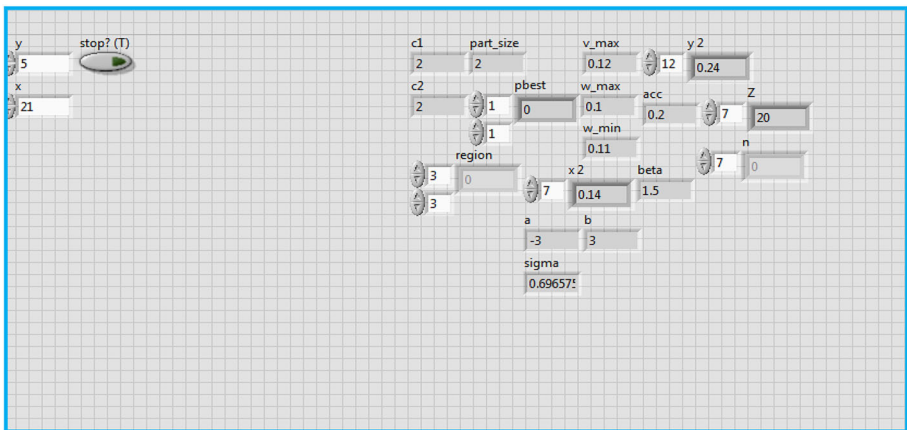 y
stop? (T)
c1
part_size
v_max
y 2
5
2
2
0.12
12
0.24
x
c2
pbest
w_max
acc
Z
21
2
1
0
0.1
0.2
7
20
1
w_min
n
0.11
7
0
region
3
0
x 2
beta
7
0.14
1.5
3
a
b
-3
3
sigma
0.69657